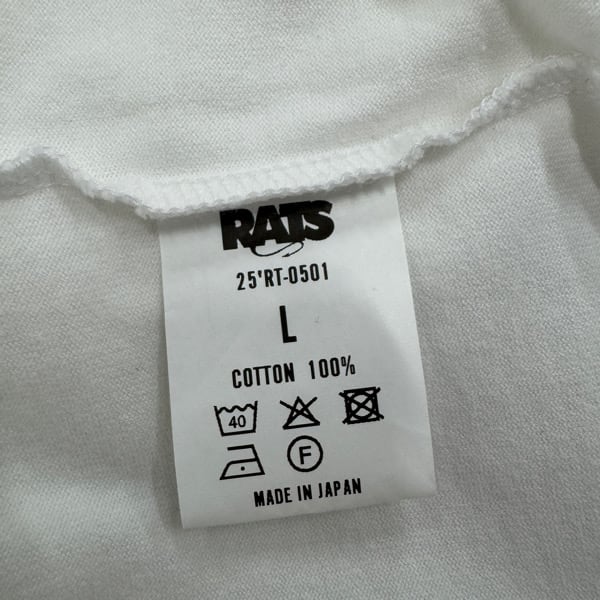 RATS
25'RT-0501
L
COTTON 100%
40
F
MADE IN JAPAN